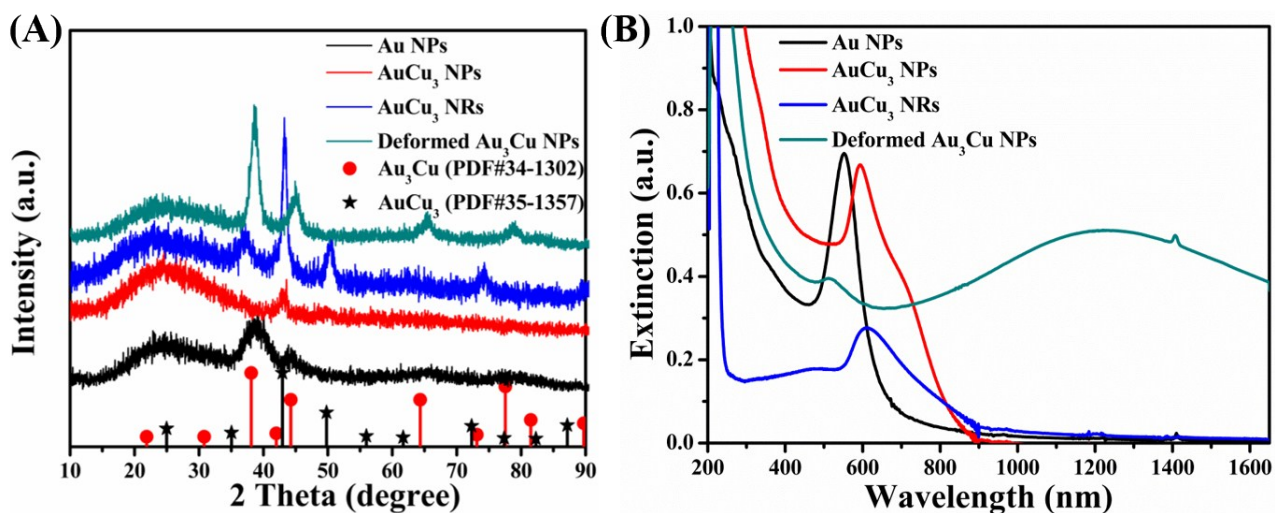 (A)
Au NPs
AuCu₃ NPs
AuCu₃ NRs
Deformed Au₃Cu NPs
Au₃Cu (PDF#34-1302)
AuCu₃ (PDF#35-1357)
Intensity (a.u.)
10 20 30 40 50 60 70 80 90
2 Theta (degree)
(B)
Au NPs
AuCu₃ NPs
AuCu₃ NRs
Deformed Au₃Cu NPs
Extinction (a.u.)
1.0
0.8
0.6
0.4
0.2
0.0
200 400 600 800 1000 1200 1400 1600
Wavelength (nm)